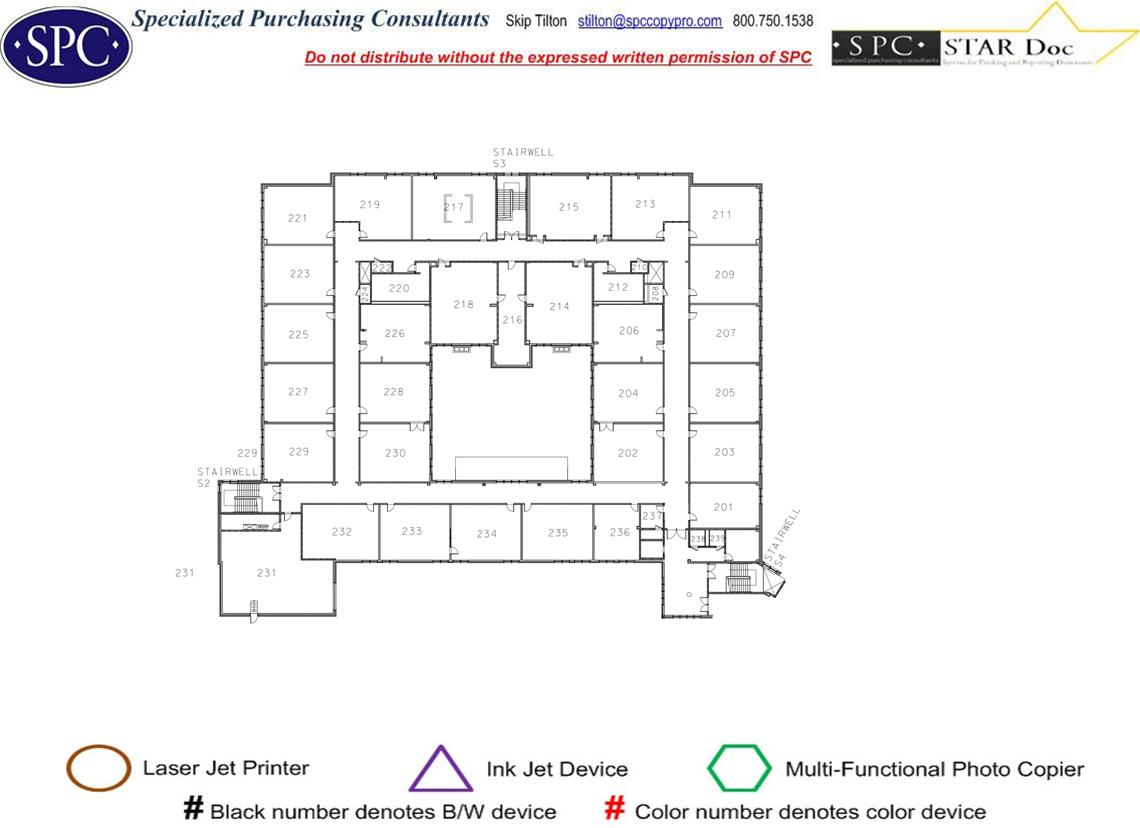 SPC
Specialized Purchasing Consultants Skip Tilton stilton@spccopypro.com 800.750.1538
Do not distribute without the expressed written permission of SPC
· SPC · STAR Doc
specialized purchasing consultants System for Tracking and Reporting Documents
STAIRWELL
S3
219 217 215 213
221 211
223 222 210 209
220 212
224 208
218 214
216
225 226 206 207
227 228 204 205
229 229 230 202 203
STAIRWELL
S2
201
232 233 234 235 236 237
238 239
STAIRWELL
S4
231 231
Laser Jet Printer Ink Jet Device Multi-Functional Photo Copier
# Black number denotes B/W device # Color number denotes color device